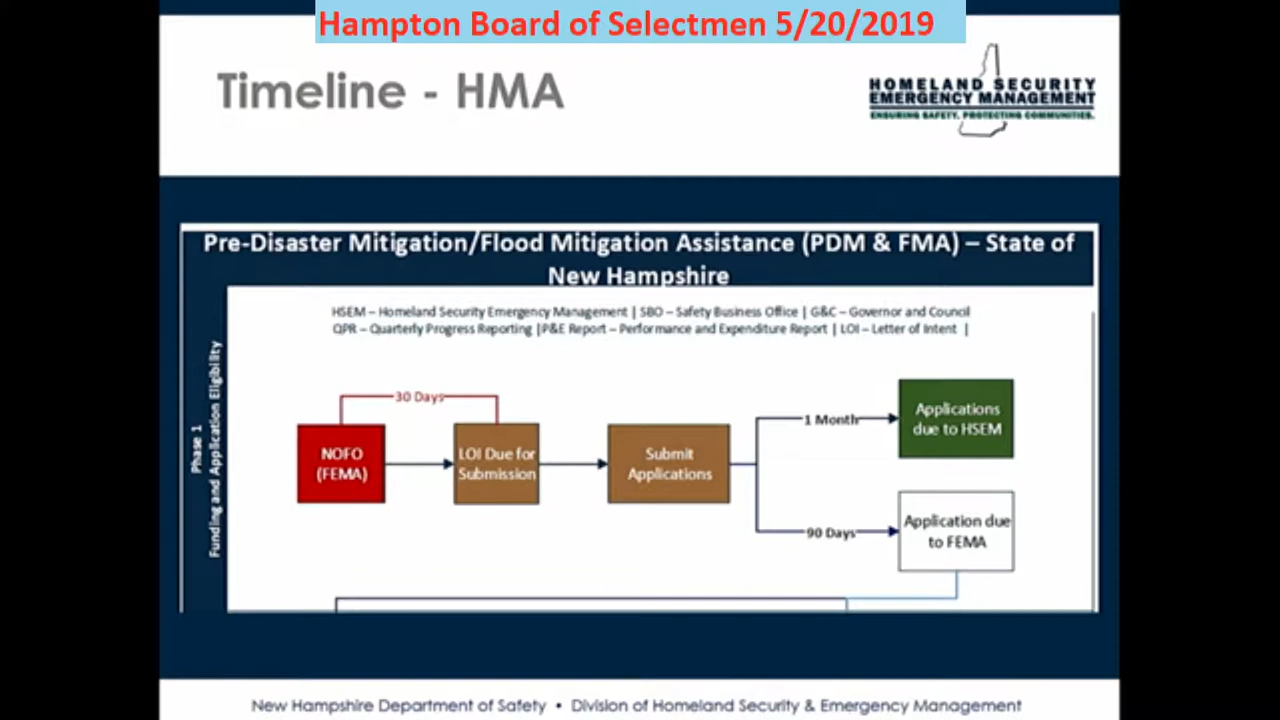 Hampton Board of Selectmen 5/20/2019
Timeline - HMA
HOMELAND SECURITY
EMERGENCY MANAGEMENT
ENSURING SAFETY. PROTECTING COMMUNITIES.
Pre-Disaster Mitigation/Flood Mitigation Assistance (PDM & FMA) – State of
New Hampshire
HSEM – Homeland Security Emergency Management | SBO – Safety Business Office | G&C – Governor and Council
QPR – Quarterly Progress Reporting |P&E Report – Performance and Expenditure Report | LOI – Letter of Intent |
Phase 1
Funding and Application Eligibility
30 Days
NOFO
(FEMA)
LOI Due for
Submission
Submit
Applications
1 Month
Applications
due to HSEM
90 Days
Application due
to FEMA
New Hampshire Department of Safety • Division of Homeland Security & Emergency Management